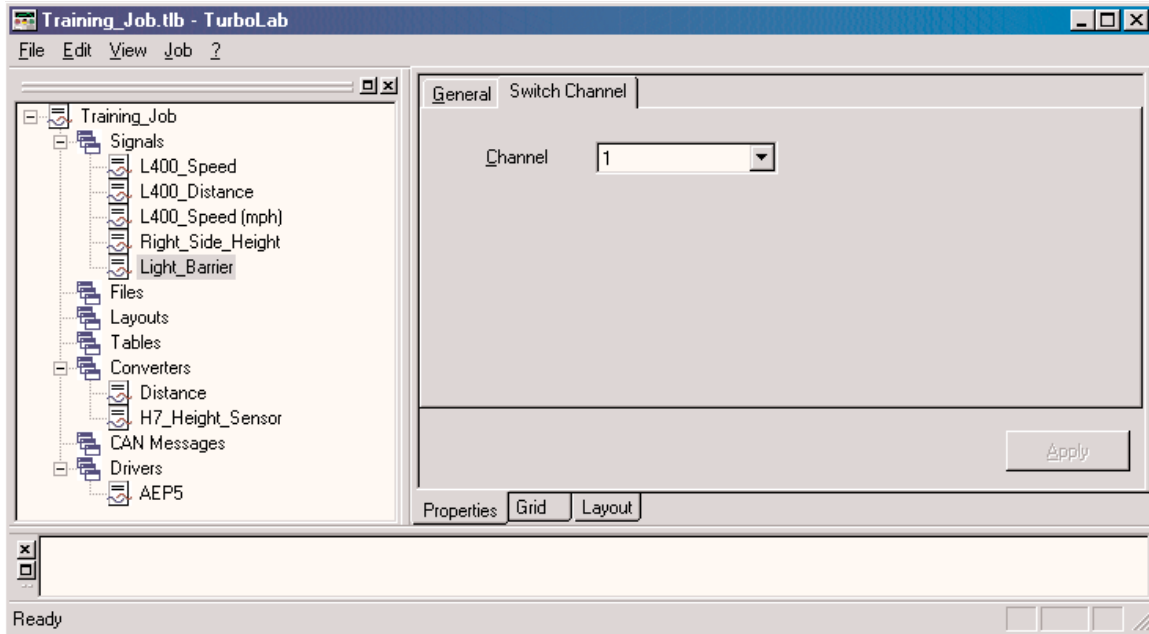 Training_Job.tlb - TurboLab
File Edit View Job ?
Training_Job
Signals
L400_Speed
L400_Distance
L400_Speed (mph)
Right_Side_Height
Light_Barrier
Files
Layouts
Tables
Converters
Distance
H7_Height_Sensor
CAN Messages
Drivers
AEP5
General Switch Channel
Channel 1
Apply
Properties Grid Layout
Ready